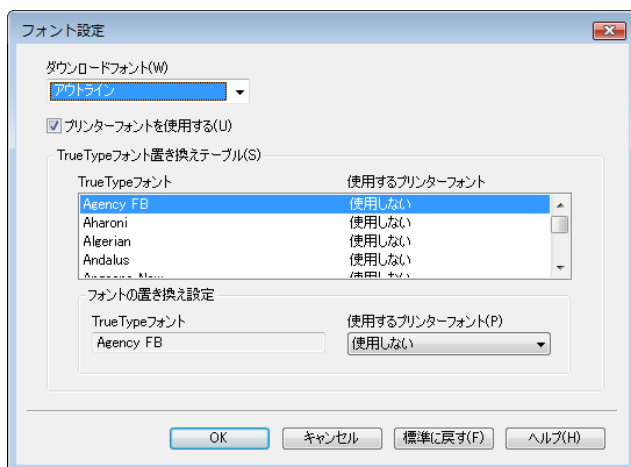 フォント設定
ダウンロードフォント(W)
アウトライン
プリンターフォントを使用する(U)
TrueTypeフォント置き換えテーブル(S)
TrueTypeフォント 使用するプリンターフォント
Agency FB 使用しない
Aharoni 使用しない
Algerian 使用しない
Andalus 使用しない
フォントの置き換え設定
TrueTypeフォント 使用するプリンターフォント(P)
Agency FB 使用しない
OK キャンセル 標準に戻す(F) ヘルプ(H)